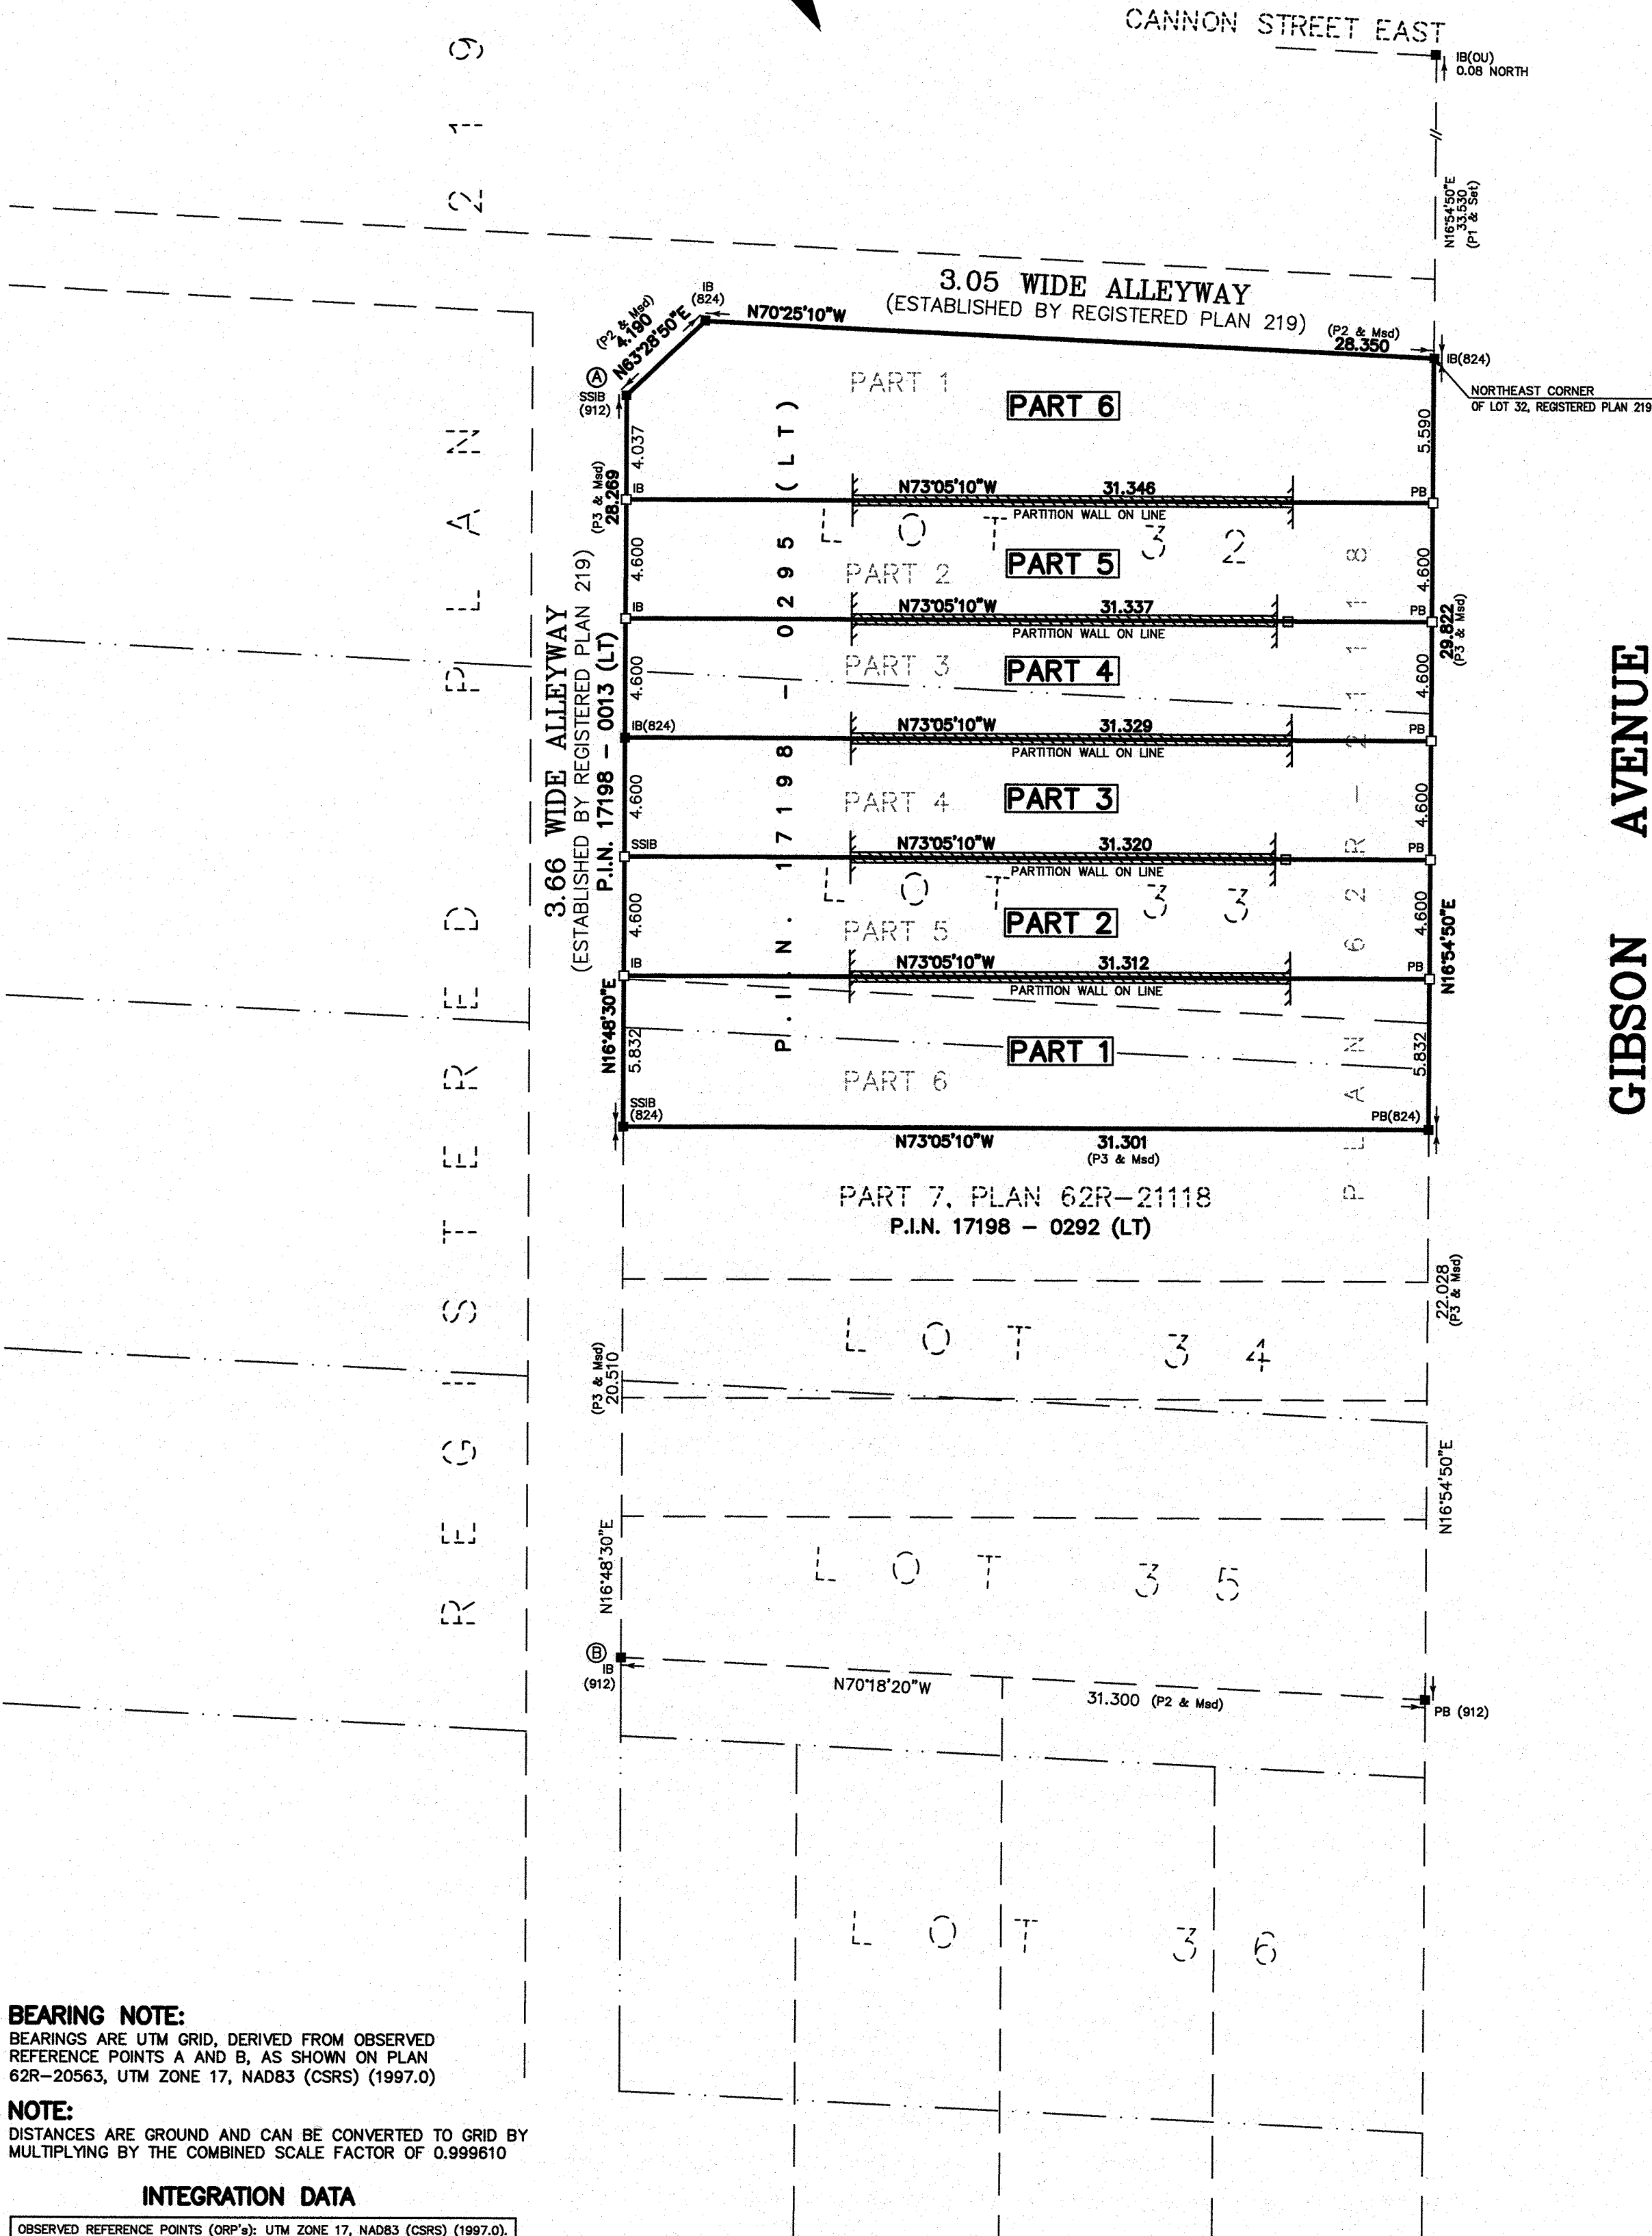 CANNON STREET EAST
IB(OU)
0.08 NORTH
N16°54'50"E
33.530
(P1 & Set)
3.05 WIDE ALLEYWAY
(ESTABLISHED BY REGISTERED PLAN 219)
IB
(824)
N70°25'10"W
(P2 & Msd)
28.350
IB(824)
NORTHEAST CORNER
OF LOT 32, REGISTERED PLAN 219
(P2 & Msd)
4.190
N63°28'50"E
A
SSIB
(912)
PART 1
PART 6
4.037
5.590
(P3 & Msd)
28.269
IB
N73°05'10"W 31.346
PARTITION WALL ON LINE
PB
LOT 32
PART 2
PART 5
4.600
4.600
IB
N73°05'10"W 31.337
PARTITION WALL ON LINE
PB
29.822
(P3 & Msd)
PART 3
PART 4
4.600
4.600
IB(824)
N73°05'10"W 31.329
PARTITION WALL ON LINE
PB
PART 4
PART 3
4.600
4.600
SSIB
N73°05'10"W 31.320
PARTITION WALL ON LINE
PB
LOT 33
PART 5
PART 2
4.600
4.600
IB
N73°05'10"W 31.312
PARTITION WALL ON LINE
PB
N16°54'50"E
N16°48'30"E
PART 1
PART 6
5.832
5.832
SSIB
(824)
PB(824)
N73°05'10"W 31.301
(P3 & Msd)
3.66 WIDE ALLEYWAY
(ESTABLISHED BY REGISTERED PLAN 219)
P.I.N. 17198 - 0013 (LT)
P.I.N. 17198 - 0295 (LT)
PLAN 62R-21118
REGISTERED PLAN 219
GIBSON AVENUE
PART 7, PLAN 62R-21118
P.I.N. 17198 - 0292 (LT)
22.028
(P3 & Msd)
LOT 34
(P3 & Msd)
20.510
N16°54'50"E
N16°48'30"E
LOT 35
B
IB
(912)
N70°18'20"W
31.300 (P2 & Msd)
PB (912)
LOT 36
BEARING NOTE:
BEARINGS ARE UTM GRID, DERIVED FROM OBSERVED
REFERENCE POINTS A AND B, AS SHOWN ON PLAN
62R-20563, UTM ZONE 17, NAD83 (CSRS) (1997.0)
NOTE:
DISTANCES ARE GROUND AND CAN BE CONVERTED TO GRID BY
MULTIPLYING BY THE COMBINED SCALE FACTOR OF 0.999610
INTEGRATION DATA
OBSERVED REFERENCE POINTS (ORP's): UTM ZONE 17, NAD83 (CSRS) (1997.0).